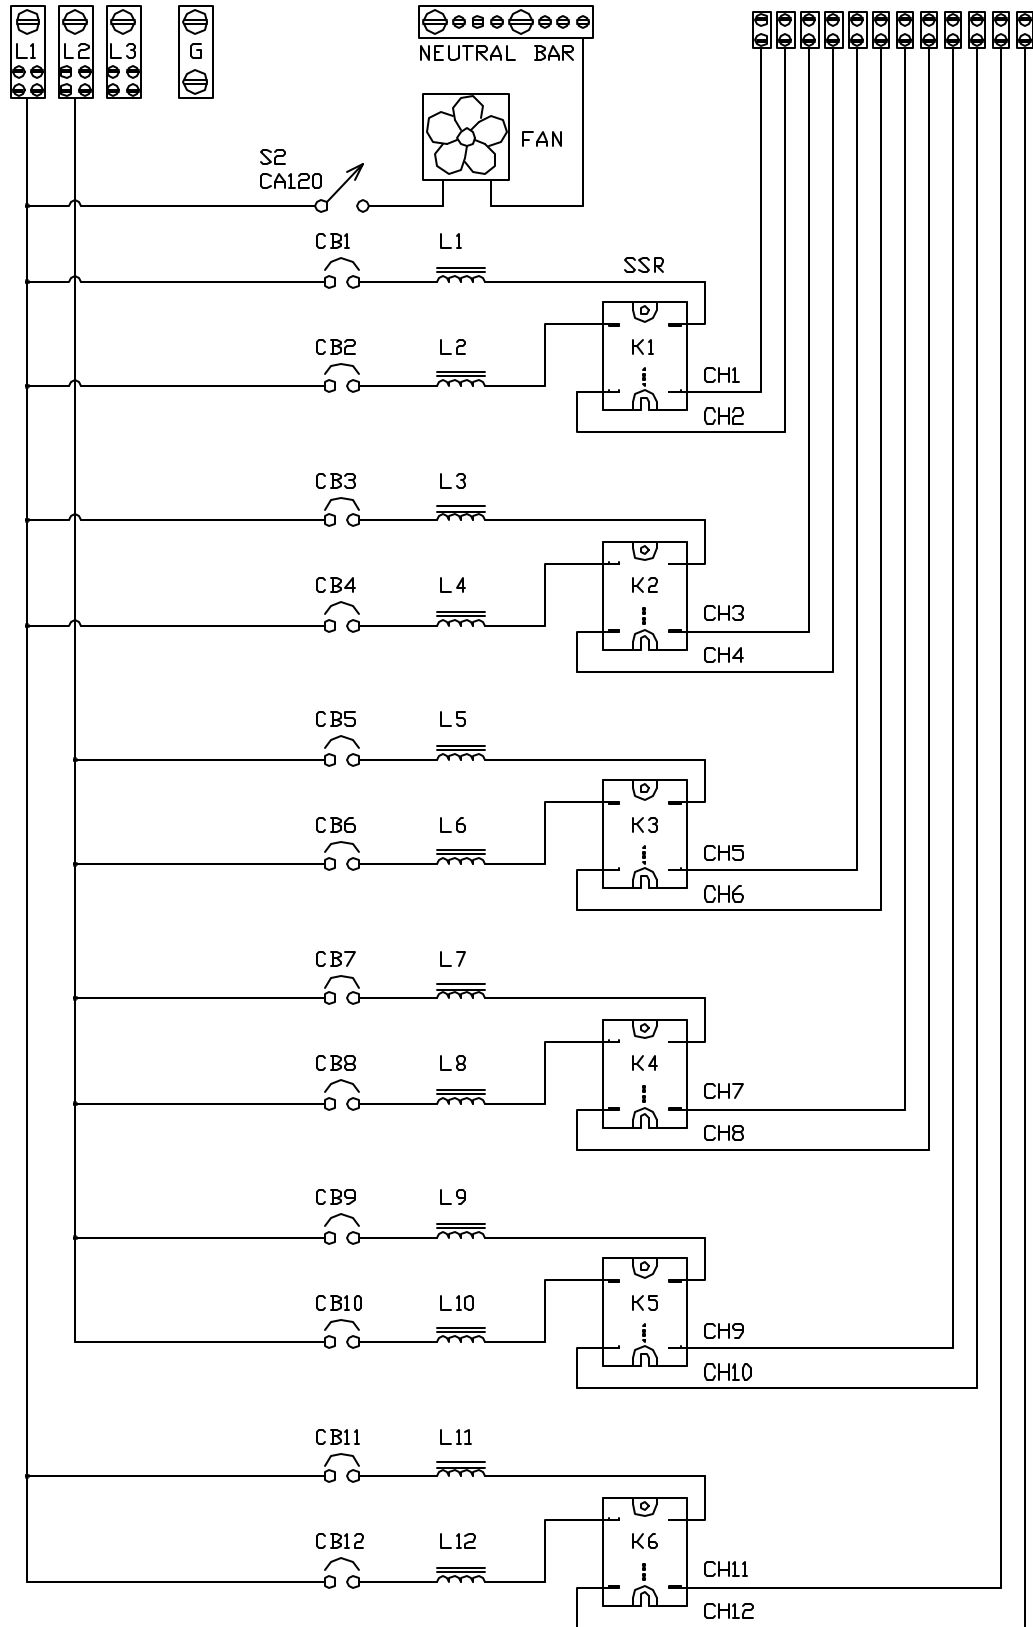 L1 L2 L3 G
NEUTRAL BAR
FAN
S2
CA120
CB1 L1
SSR
CB2 L2 K1
CH1
CH2
CB3 L3
CB4 L4 K2
CH3
CH4
CB5 L5
CB6 L6 K3
CH5
CH6
CB7 L7
CB8 L8 K4
CH7
CH8
CB9 L9
CB10 L10 K5
CH9
CH10
CB11 L11
CB12 L12 K6
CH11
CH12